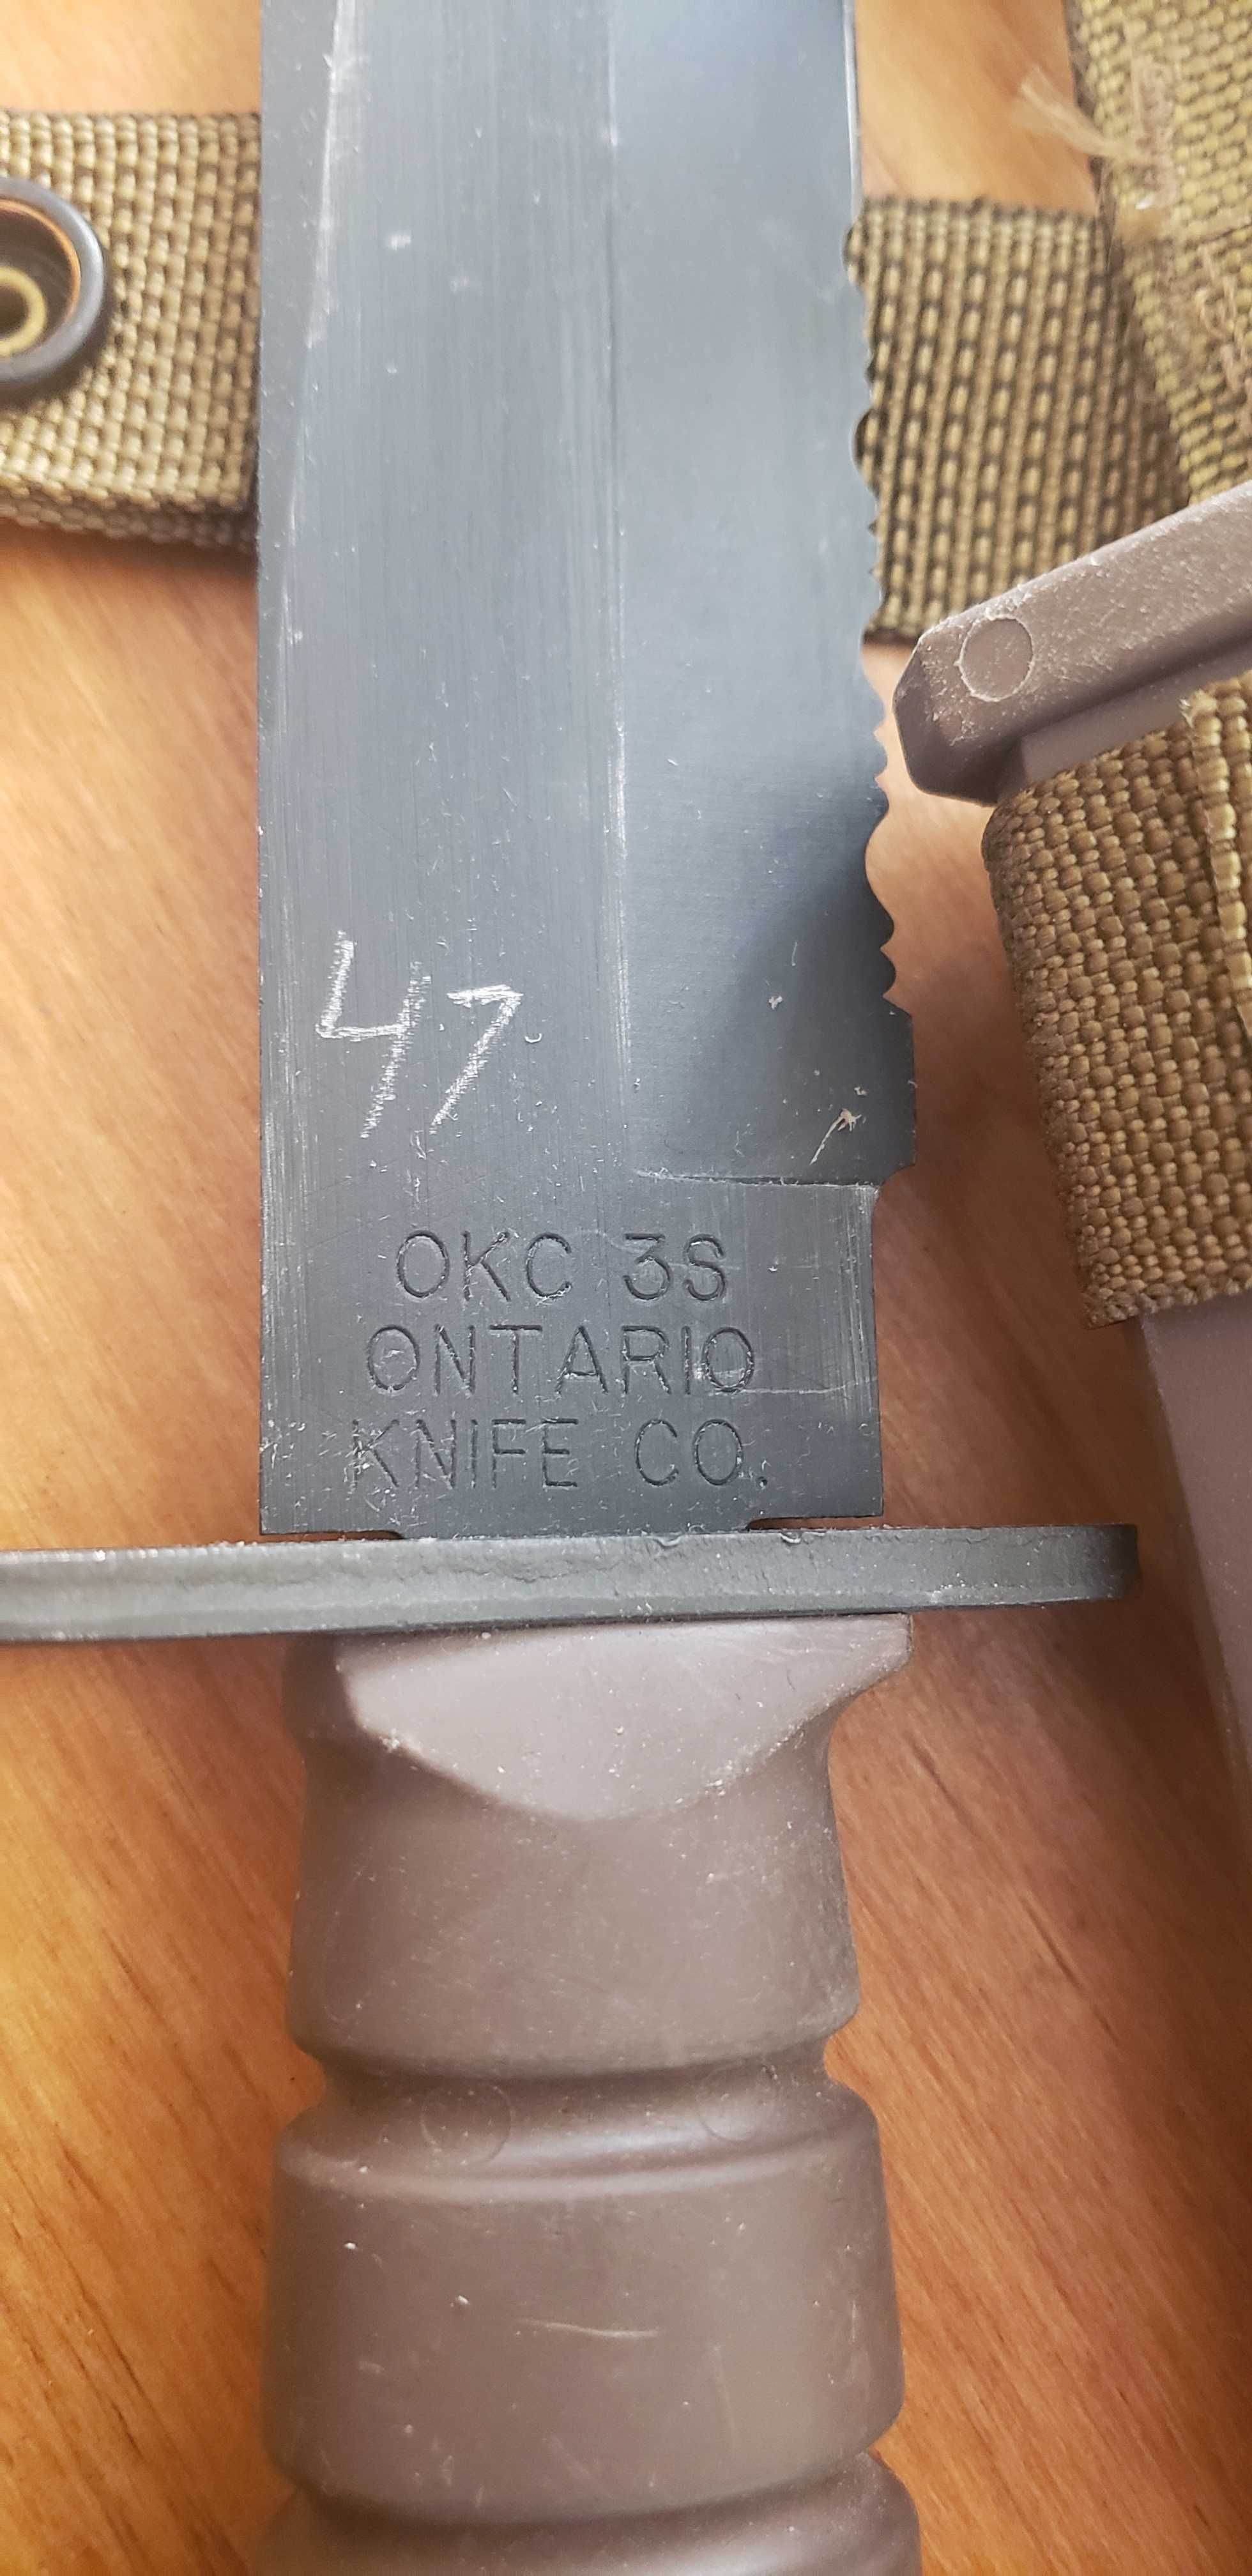 47
OKC 3S
ONTARIO
KNIFE CO.